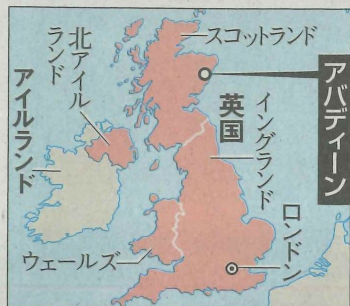 スコットランド
北アイル
ランド
アイルランド
アバディーン
英国
イングランド
ロンドン
ウェールズ